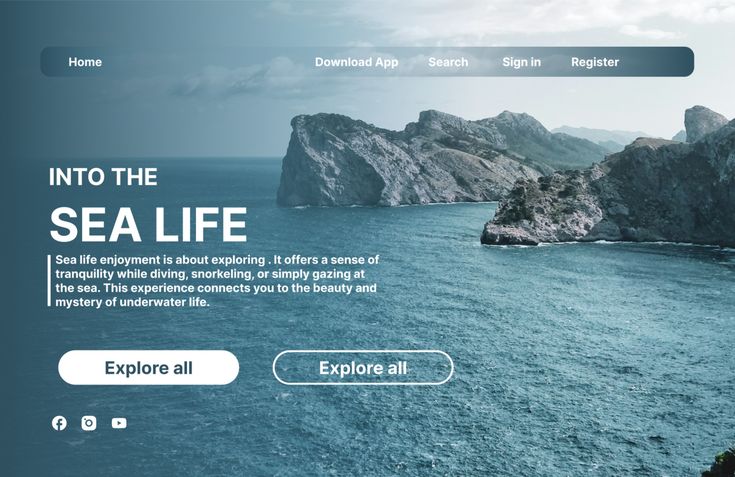 Home Download App Search Sign in Register
INTO THE
SEA LIFE
Sea life enjoyment is about exploring . It offers a sense of
tranquility while diving, snorkeling, or simply gazing at
the sea. This experience connects you to the beauty and
mystery of underwater life.
Explore all Explore all